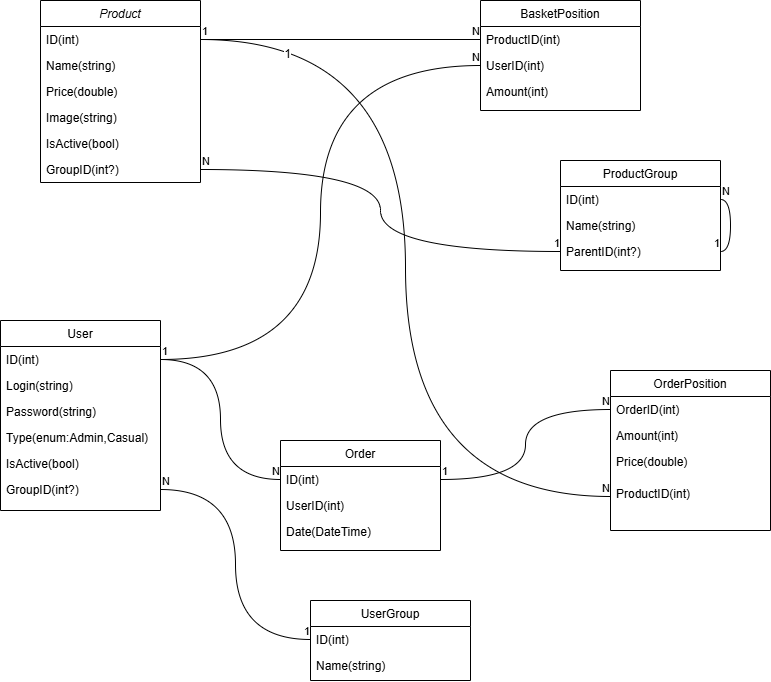 Product
ID(int)
Name(string)
Price(double)
Image(string)
IsActive(bool)
GroupID(int?)
1
1
N
BasketPosition
ProductID(int)
UserID(int)
Amount(int)
N
N
ProductGroup
ID(int)
Name(string)
ParentID(int?)
N
1
1
User
ID(int)
Login(string)
Password(string)
Type(enum:Admin,Casual)
IsActive(bool)
GroupID(int?)
1
N
Order
ID(int)
UserID(int)
Date(DateTime)
N
1
OrderPosition
OrderID(int)
Amount(int)
Price(double)
ProductID(int)
N
N
UserGroup
ID(int)
Name(string)
1